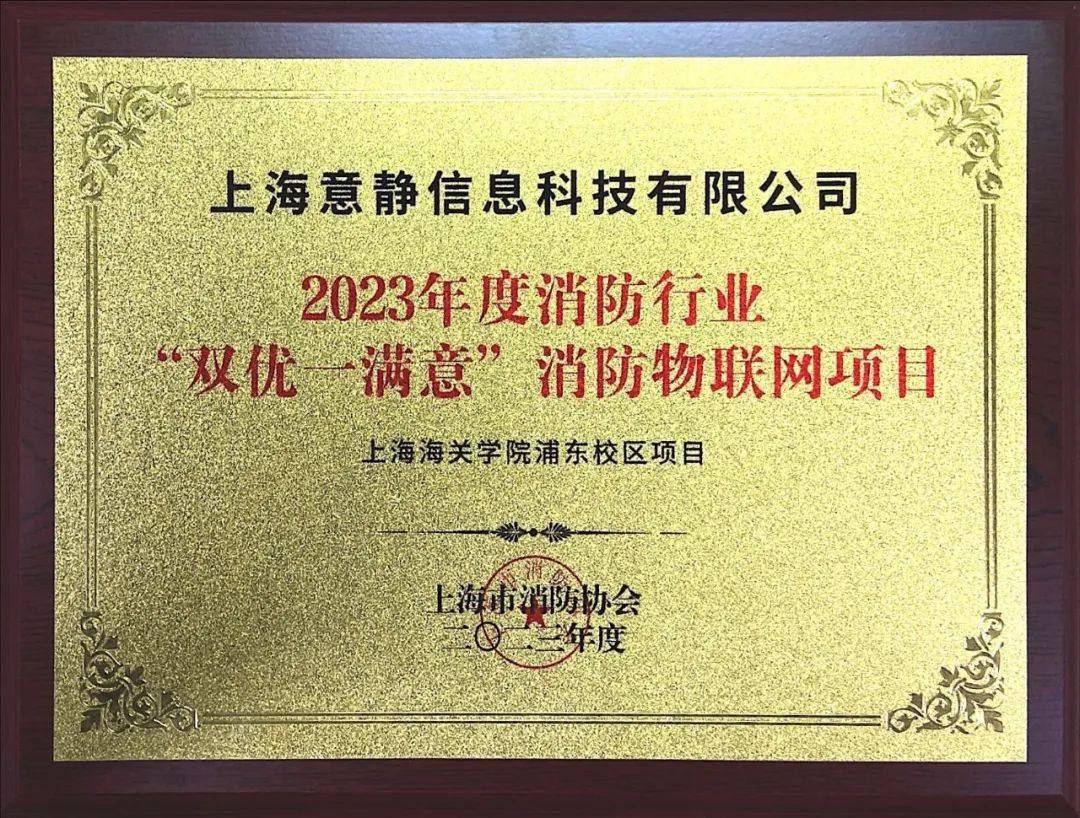 上海意静信息科技有限公司
2023年度消防行业
“双优一满意”消防物联网项目
上海海关学院浦东校区项目
上海市消防协会
二〇二三年度